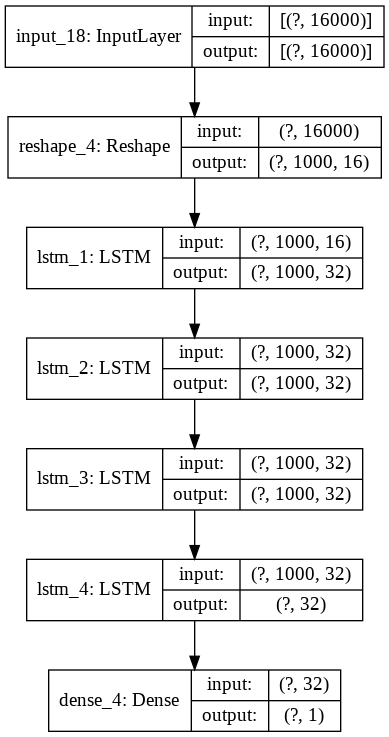 input_18: InputLayer input: [(?, 16000)]
output: [(?, 16000)]
reshape_4: Reshape input: (?, 16000)
output: (?, 1000, 16)
lstm_1: LSTM input: (?, 1000, 16)
output: (?, 1000, 32)
lstm_2: LSTM input: (?, 1000, 32)
output: (?, 1000, 32)
lstm_3: LSTM input: (?, 1000, 32)
output: (?, 1000, 32)
lstm_4: LSTM input: (?, 1000, 32)
output: (?, 32)
dense_4: Dense input: (?, 32)
output: (?, 1)